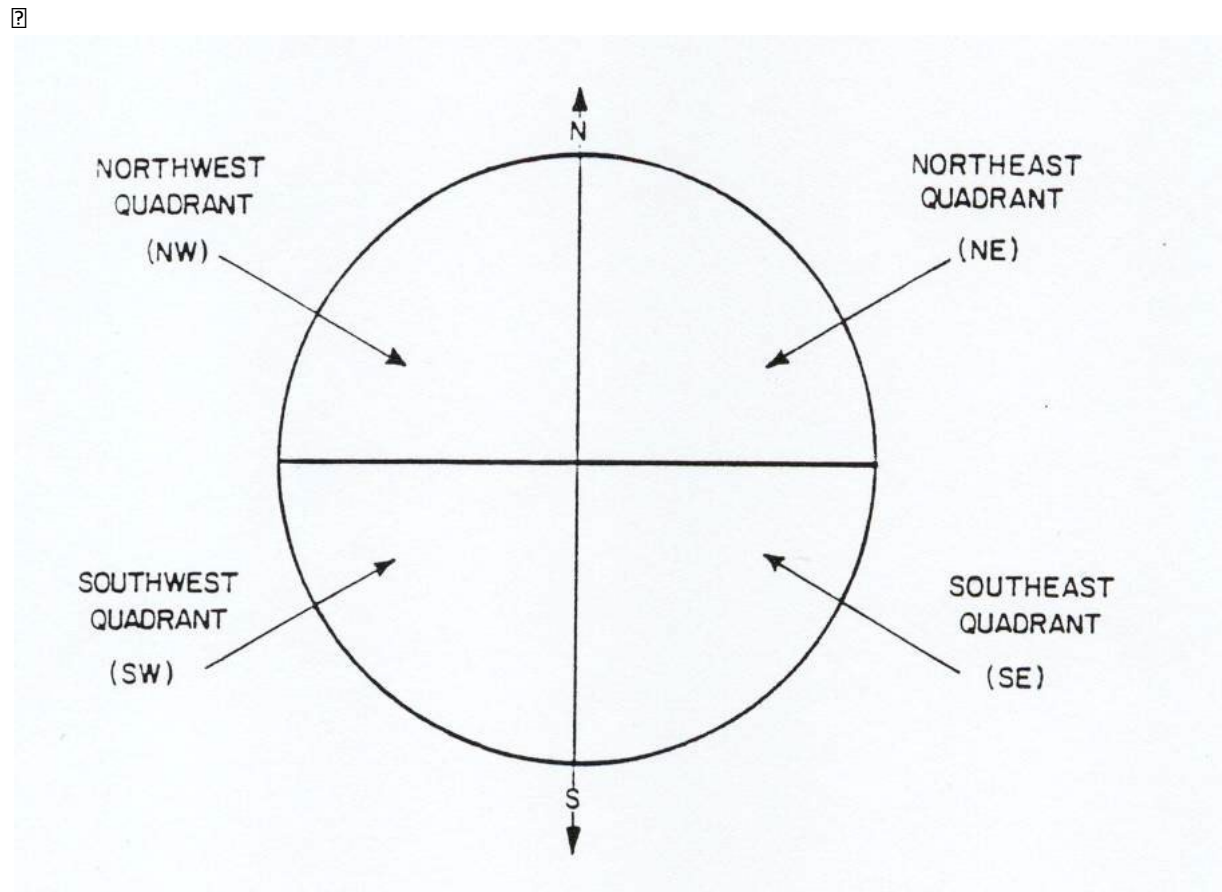 N
NORTHWEST
QUADRANT
(NW)
NORTHEAST
QUADRANT
(NE)
SOUTHWEST
QUADRANT
(SW)
SOUTHEAST
QUADRANT
(SE)
S